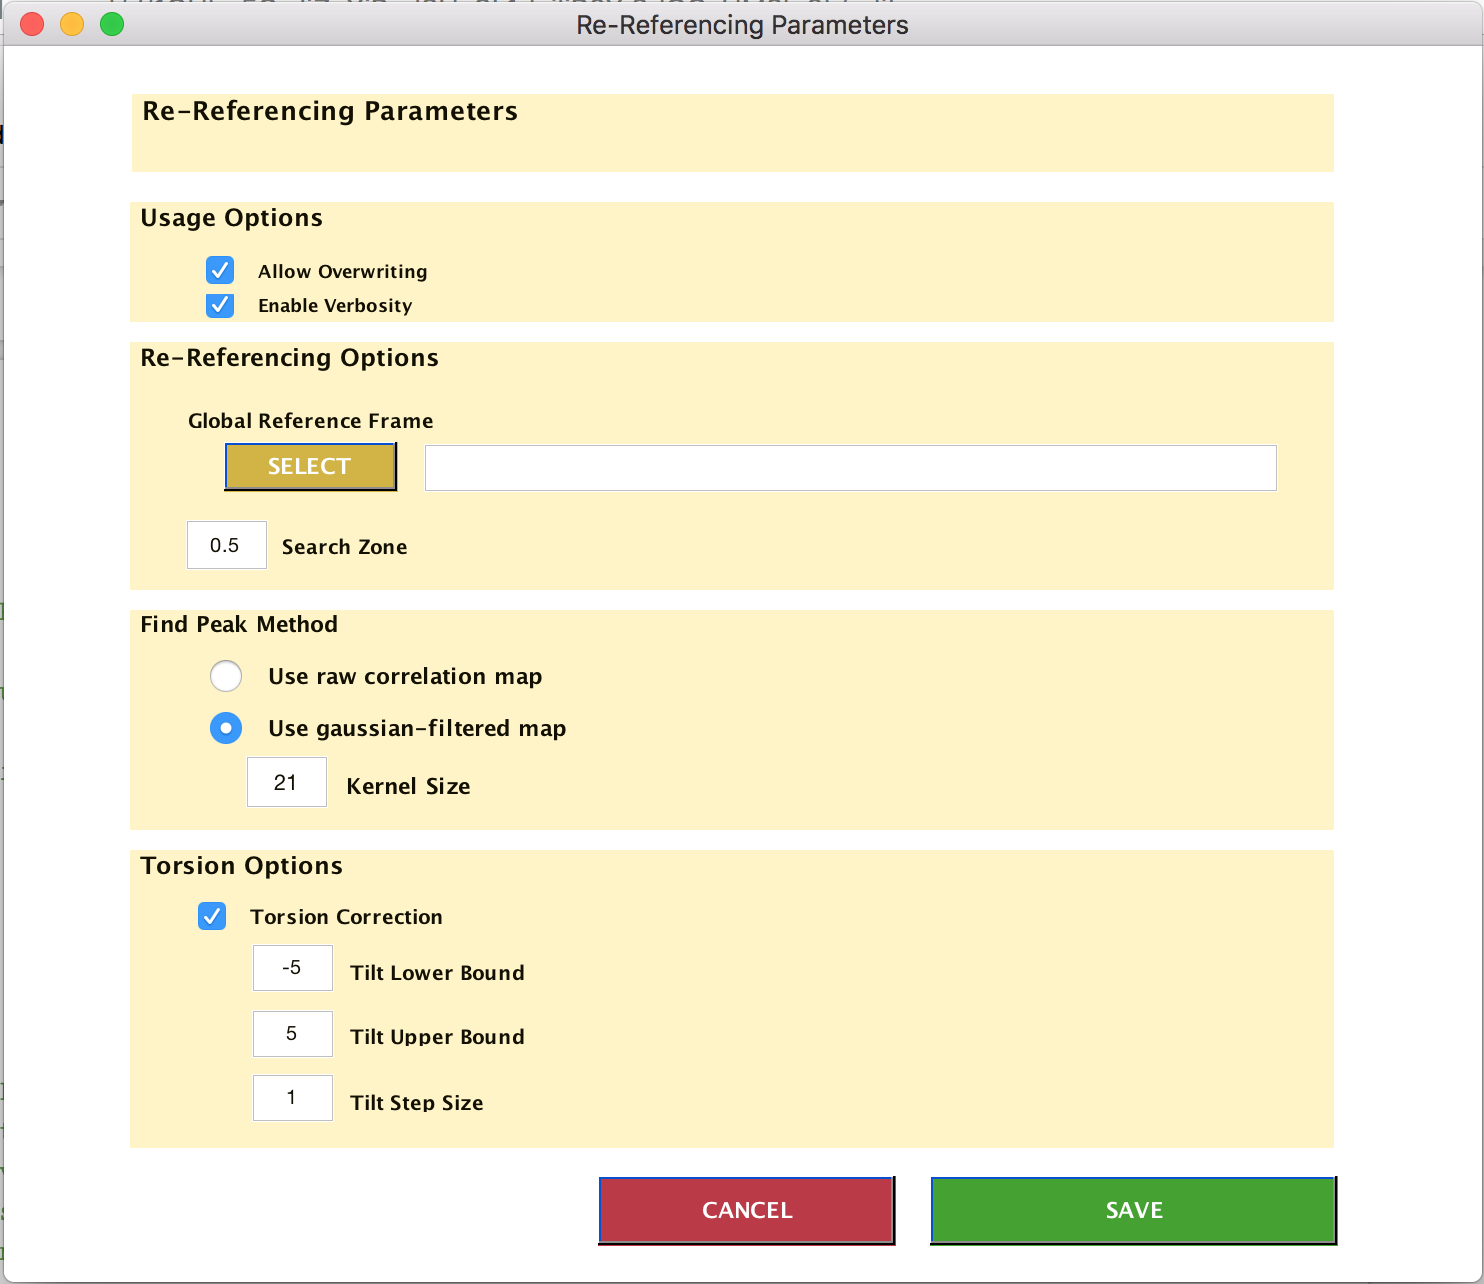 Re-Referencing Parameters
Re-Referencing Parameters
Usage Options
Allow Overwriting
Enable Verbosity
Re-Referencing Options
Global Reference Frame
SELECT
0.5 Search Zone
Find Peak Method
Use raw correlation map
Use gaussian-filtered map
21 Kernel Size
Torsion Options
Torsion Correction
-5 Tilt Lower Bound
5 Tilt Upper Bound
1 Tilt Step Size
CANCEL SAVE